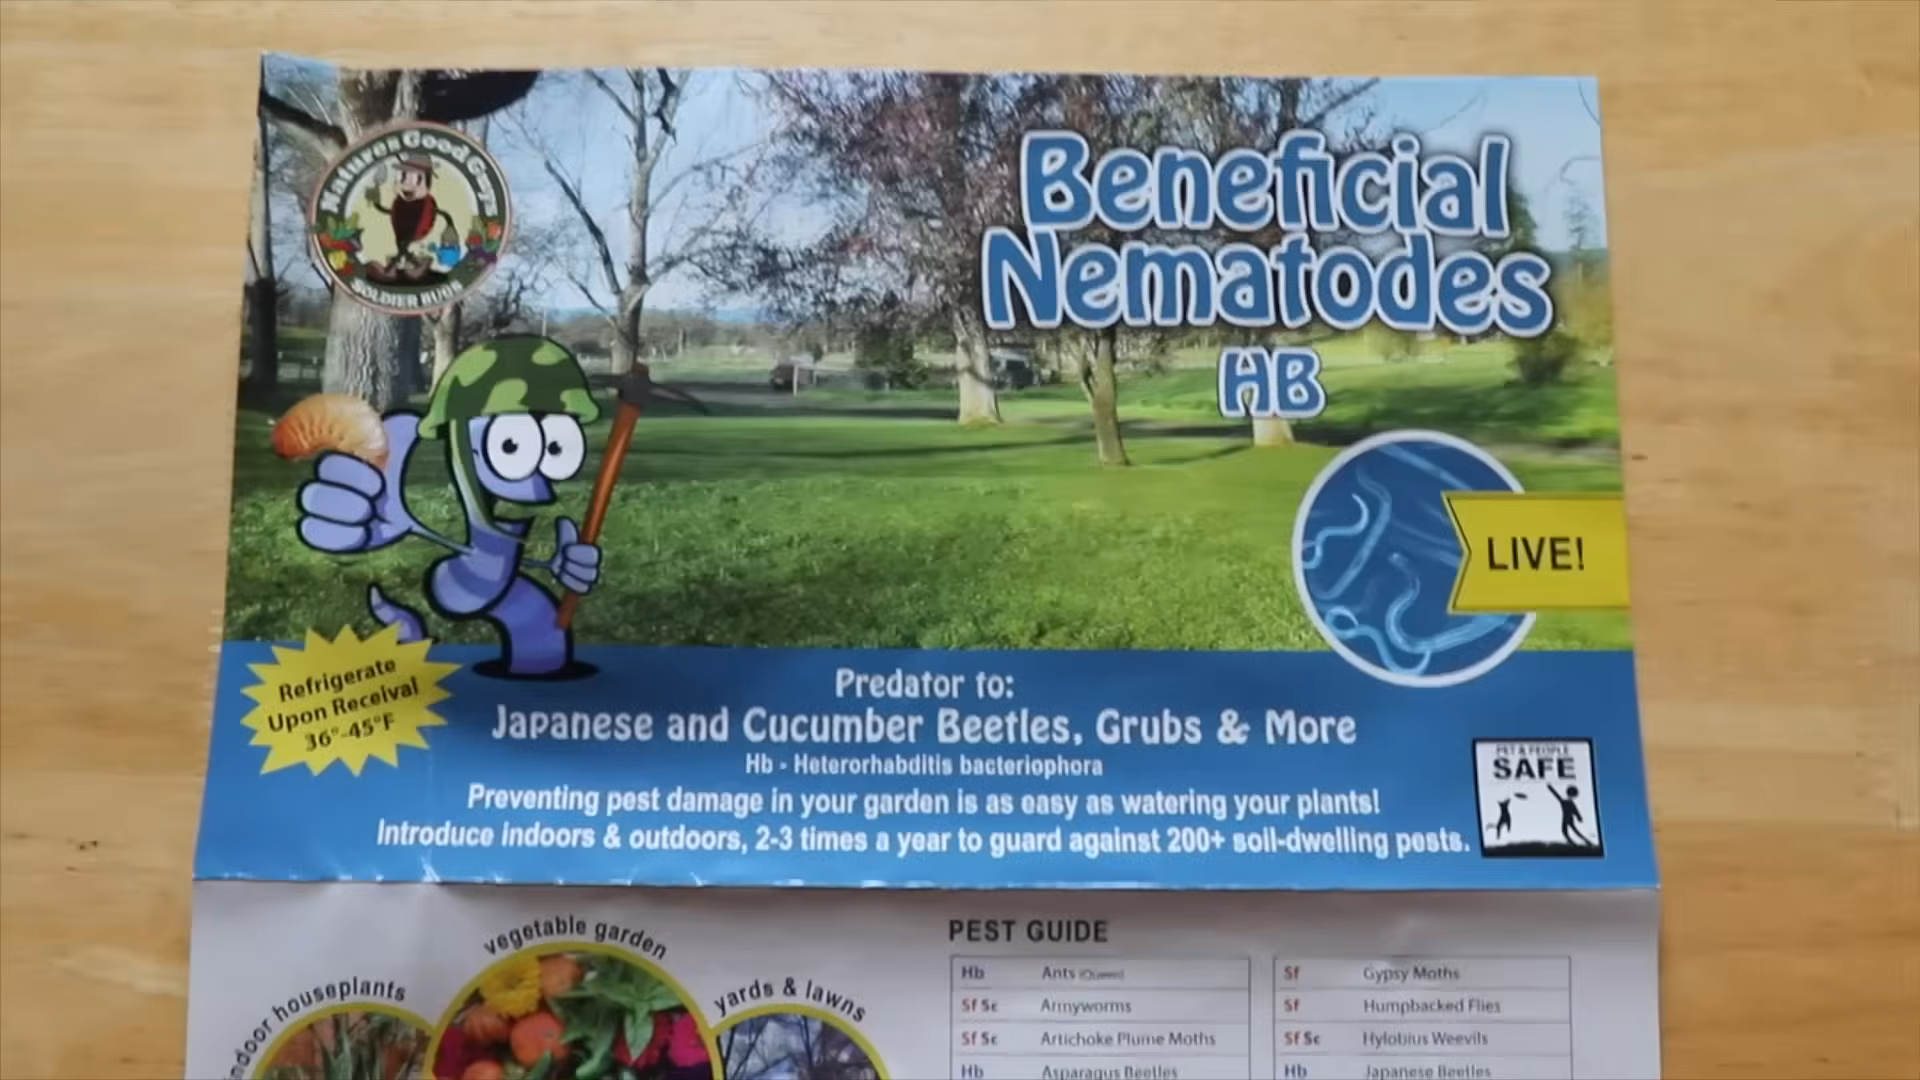 Natures Good Guys
SOLDIER BUGS
Beneficial
Nematodes
HB
LIVE!
Refrigerate
Upon Receival
36°-45°F
Predator to:
Japanese and Cucumber Beetles, Grubs & More
Hb - Heterorhabditis bacteriophora
Preventing pest damage in your garden is as easy as watering your plants!
Introduce indoors & outdoors, 2-3 times a year to guard against 200+ soil-dwelling pests.
PET & PEOPLE
SAFE
indoor houseplants
vegetable garden
yards & lawns
PEST GUIDE
Hb Ants (Queen)
Sf Sc Armyworms
Sf Sc Artichoke Plume Moths
Hb Asparagus Beetles
Sf Gypsy Moths
Sf Humpbacked Flies
Sf Sc Hylobius Weevils
Hb Japanese Beetles